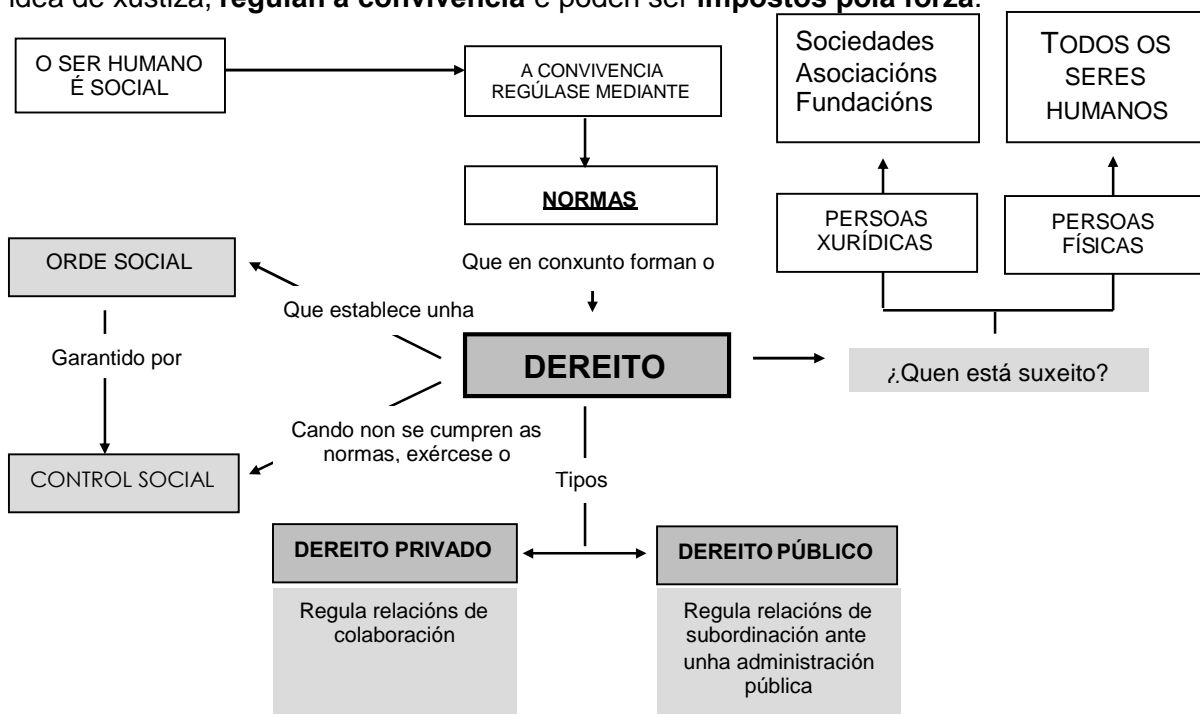 idea de xustiza, regulan a convivencia e poden ser impostos pola forza.
O SER HUMANO
É SOCIAL
A CONVIVENCIA
REGÚLASE MEDIANTE
Sociedades
Asociacións
Fundacións
TODOS OS
SERES
HUMANOS
NORMAS
PERSOAS
XURÍDICAS
PERSOAS
FÍSICAS
ORDE SOCIAL
Que en conxunto forman o
Que establece unha
Garantido por
DEREITO
¿Quen está suxeito?
Cando non se cumpren as
normas, exércese o
CONTROL SOCIAL
Tipos
DEREITO PRIVADO
DEREITO PÚBLICO
Regula relacións de
colaboración
Regula relacións de
subordinación ante
unha administración
pública